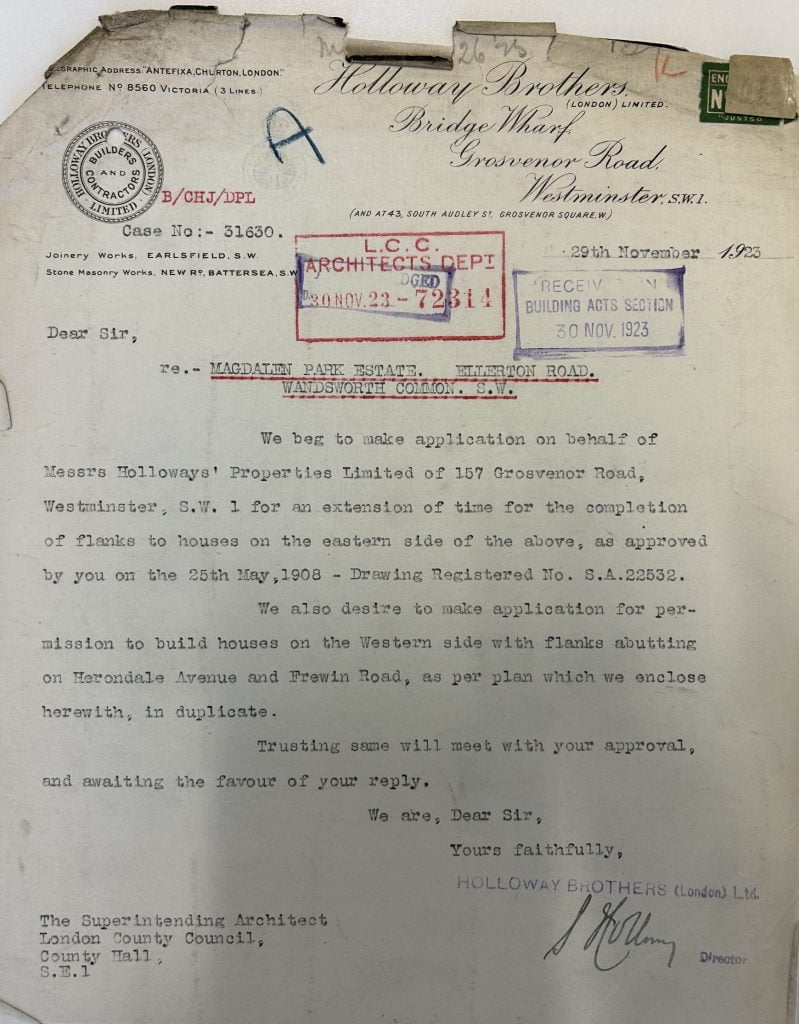 26
GRAPHIC ADDRESS: "ANTEFIXA, CHURTON, LONDON."
TELEPHONE Nº 8560 VICTORIA (3 LINES.)
Holloway Brothers.
(LONDON) LIMITED.
Bridge Wharf,
Grosvenor Road.
Westminster, S.W.1.
(AND AT 43, SOUTH AUDLEY ST, GROSVENOR SQUARE, W.)
"JUSTSO"
A
HOLLOWAY BROTHERS (LONDON) LIMITED
BUILDERS
AND
CONTRACTORS
B/CHJ/DPL
Case No:- 31630.
Joinery Works, EARLSFIELD, S.W.
Stone Masonry Works, NEW RD, BATTERSEA, S.W
29th November 1923
L.C.C.
ARCHITECTS DEPT
30 NOV. 23 - 72314
BUILDING ACTS SECTION
30 NOV. 1923
Dear Sir,
re.- MAGDALEN PARK ESTATE. ELLERTON ROAD.
WANDSWORTH COMMON. S.W.
We beg to make application on behalf of
Messrs Holloways' Properties Limited of 157 Grosvenor Road,
Westminster, S.W. 1 for an extension of time for the completion
of flanks to houses on the eastern side of the above, as approved
by you on the 25th May,1908 - Drawing Registered No. S.A.22532.
We also desire to make application for per-
mission to build houses on the Western side with flanks abutting
on Herondale Avenue and Frewin Road, as per plan which we enclose
herewith, in duplicate.
Trusting same will meet with your approval,
and awaiting the favour of your reply.
We are, Dear Sir,
Yours faithfully,
HOLLOWAY BROTHERS (London) Ltd.
Director
The Superintending Architect
London County Council,
County Hall,
S.E.1